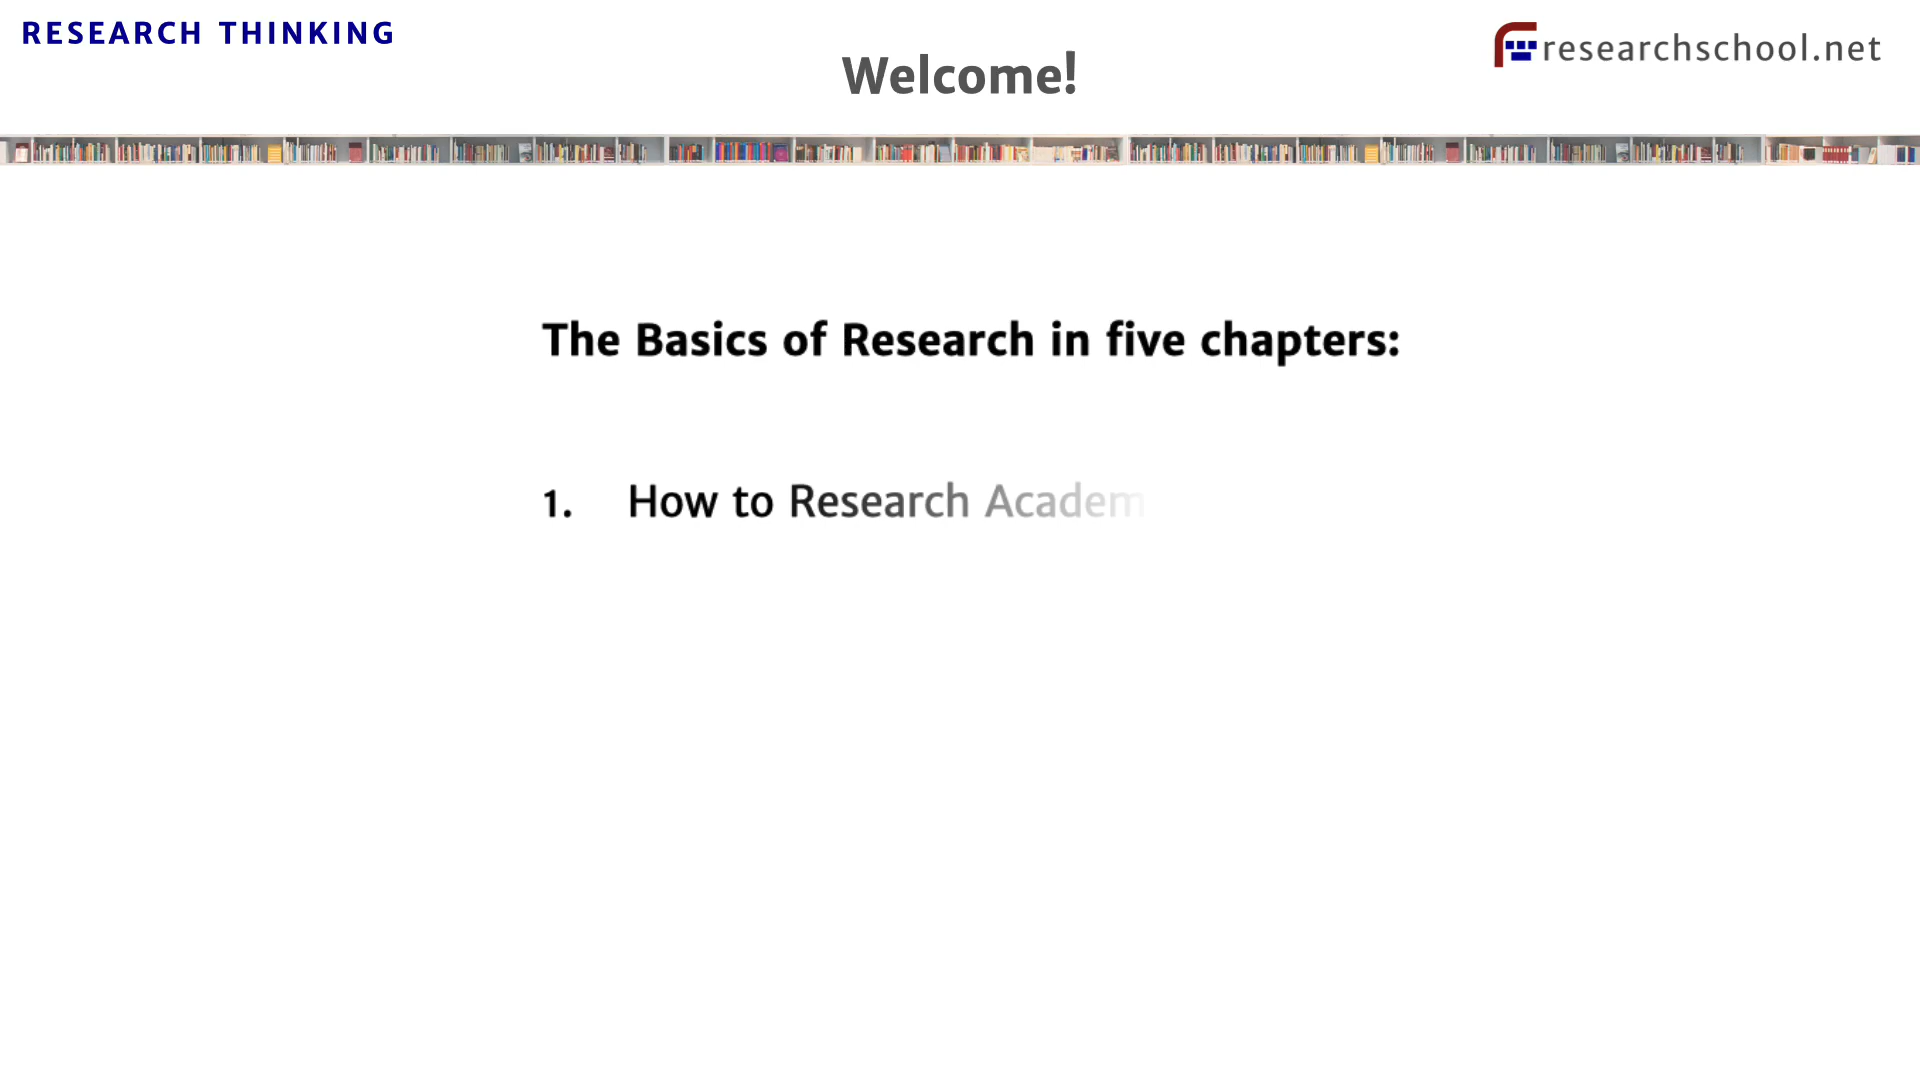 RESEARCH THINKING
researchschool.net
Welcome!
The Basics of Research in five chapters:
1. How to Research Academ